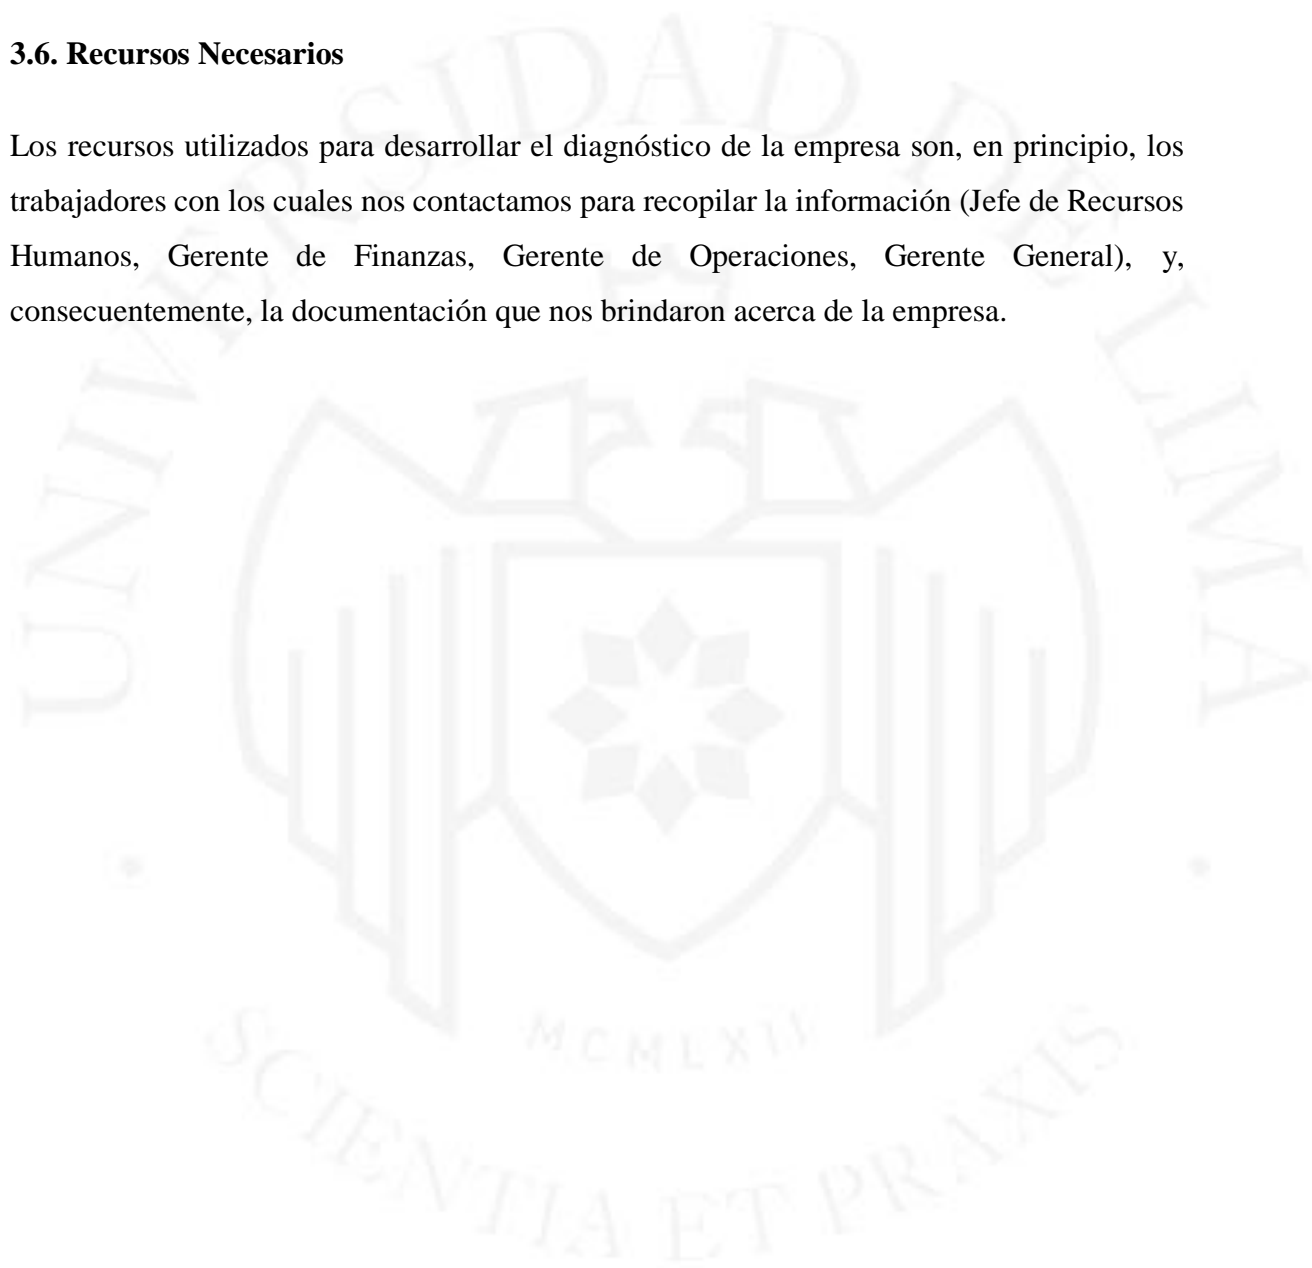 3.6. Recursos Necesarios
Los recursos utilizados para desarrollar el diagnóstico de la empresa son, en principio, los
trabajadores con los cuales nos contactamos para recopilar la información (Jefe de Recursos
Humanos, Gerente de Finanzas, Gerente de Operaciones, Gerente General), y,
consecuentemente, la documentación que nos brindaron acerca de la empresa.
UNIVERSIDAD DE LIMA
MCMLXII
SCIENTIA ET PRAXIS